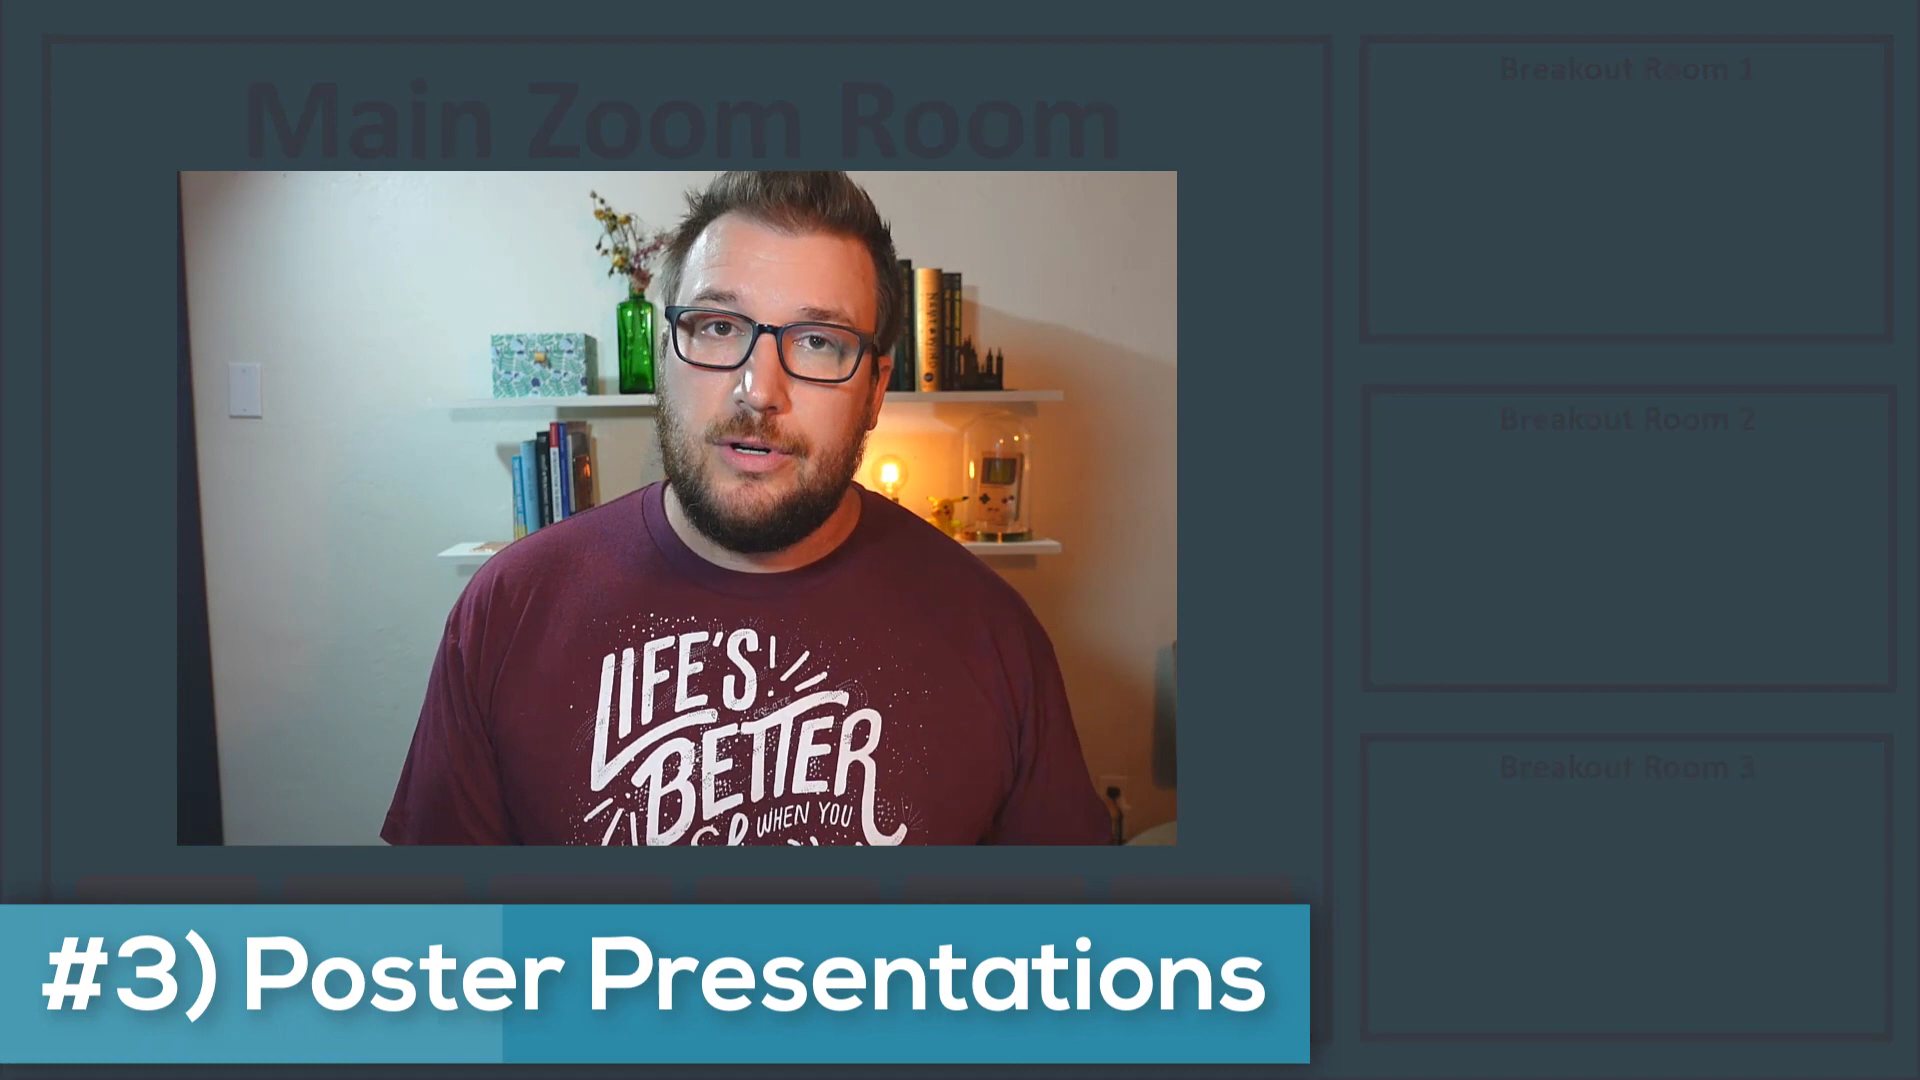 Main Zoom Room
Breakout Room 1
Breakout Room 2
Breakout Room 3
LIFE'S
BETTER
WHEN YOU
#3) Poster Presentations